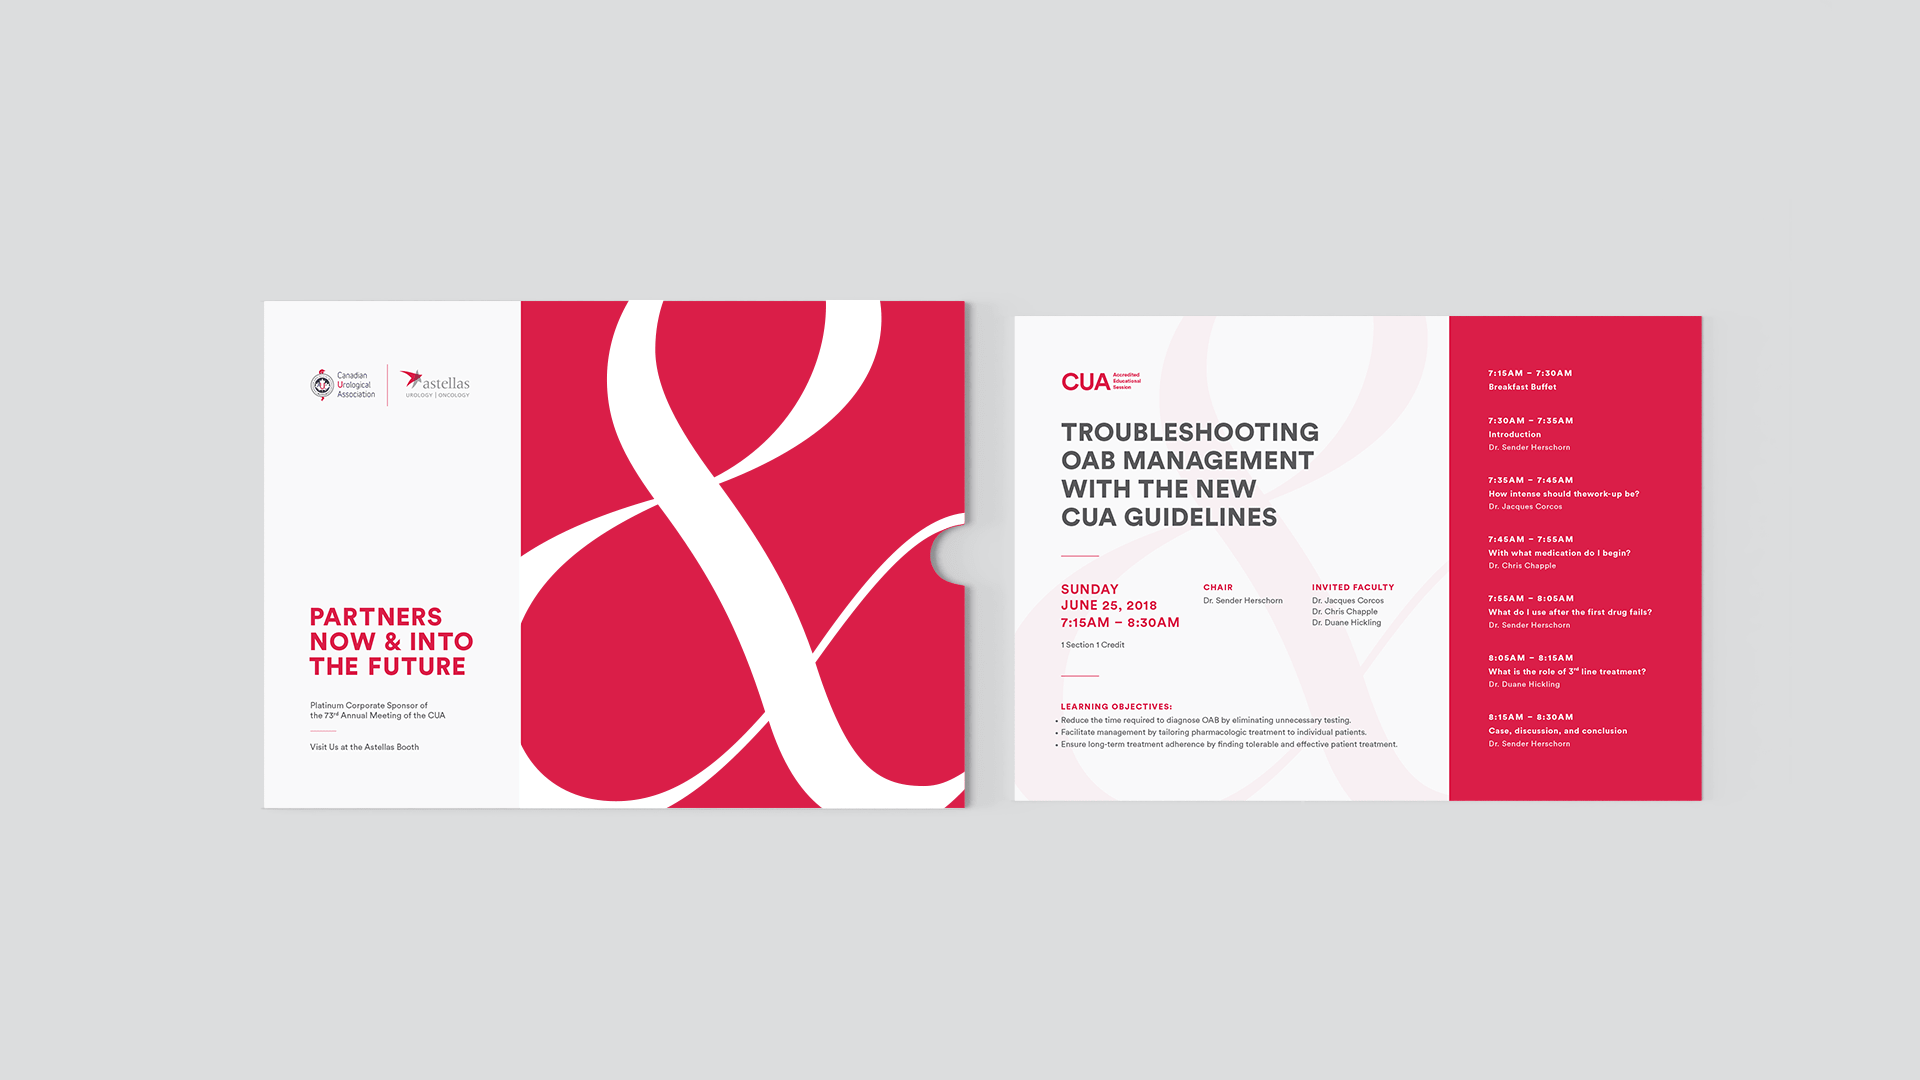 Canadian
Urological
Association
astellas
UROLOGY | ONCOLOGY
PARTNERS
NOW & INTO
THE FUTURE
Platinum Corporate Sponsor of
the 73rd Annual Meeting of the CUA
Visit Us at the Astellas Booth
&
CUA
Accredited
Educational
Session
TROUBLESHOOTING
OAB MANAGEMENT
WITH THE NEW
CUA GUIDELINES
SUNDAY
JUNE 25, 2018
7:15AM – 8:30AM
1 Section 1 Credit
CHAIR
Dr. Sender Herschorn
INVITED FACULTY
Dr. Jacques Corcos
Dr. Chris Chapple
Dr. Duane Hickling
LEARNING OBJECTIVES:
• Reduce the time required to diagnose OAB by eliminating unnecessary testing.
• Facilitate management by tailoring pharmacologic treatment to individual patients.
• Ensure long-term treatment adherence by finding tolerable and effective patient treatment.
7:15AM – 7:30AM
Breakfast Buffet
7:30AM – 7:35AM
Introduction
Dr. Sender Herschorn
7:35AM – 7:45AM
How intense should thework-up be?
Dr. Jacques Corcos
7:45AM – 7:55AM
With what medication do I begin?
Dr. Chris Chapple
7:55AM – 8:05AM
What do I use after the first drug fails?
Dr. Sender Herschorn
8:05AM – 8:15AM
What is the role of 3rd line treatment?
Dr. Duane Hickling
8:15AM – 8:30AM
Case, discussion, and conclusion
Dr. Sender Herschorn